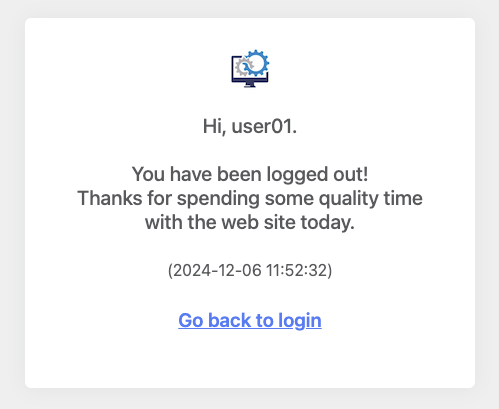 Hi, user01.
You have been logged out!
Thanks for spending some quality time
with the web site today.
(2024-12-06 11:52:32)
Go back to login